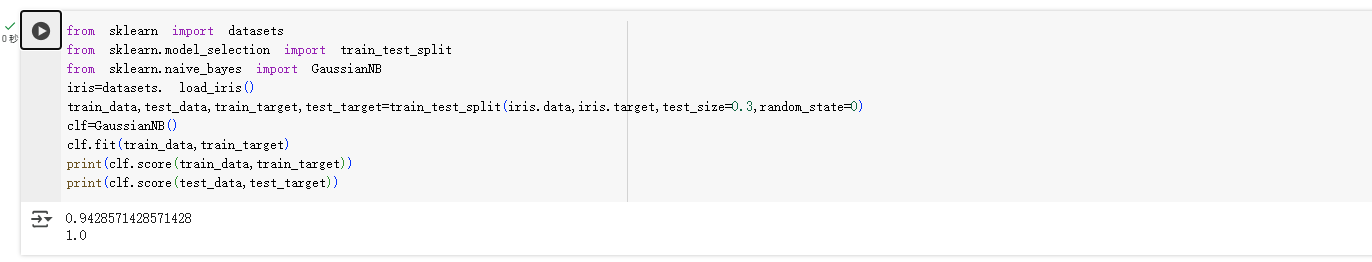 from  sklearn  import  datasets
from  sklearn.model_selection  import  train_test_split
from  sklearn.naive_bayes  import  GaussianNB
0秒
iris=datasets.  load_iris()
train_data,test_data,train_target,test_target=train_test_split(iris.data,iris.target,test_size=0.3,random_state=0)
clf=GaussianNB()
clf.fit(train_data,train_target)
print(clf.score(train_data,train_target))
print(clf.score(test_data,test_target))
0.9428571428571428
1.0